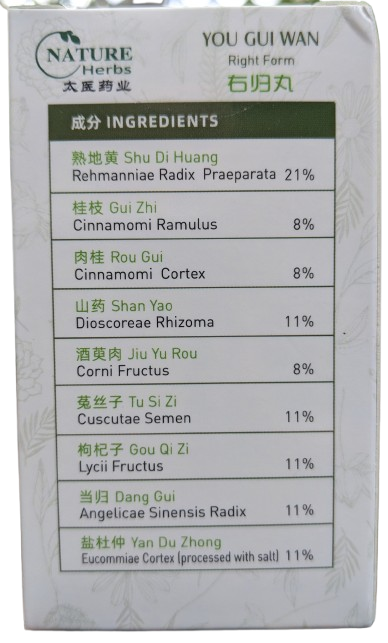 NATURE
Herbs
太医药业
YOU GUI WAN
Right Form
右归丸
成分 INGREDIENTS
熟地黄 Shu Di Huang
Rehmanniae Radix Praeparata 21%
桂枝 Gui Zhi
Cinnamomi Ramulus 8%
肉桂 Rou Gui
Cinnamomi Cortex 8%
山药 Shan Yao
Dioscoreae Rhizoma 11%
酒萸肉 Jiu Yu Rou
Corni Fructus 8%
菟丝子 Tu Si Zi
Cuscutae Semen 11%
枸杞子 Gou Qi Zi
Lycii Fructus 11%
当归 Dang Gui
Angelicae Sinensis Radix 11%
盐杜仲 Yan Du Zhong
Eucommiae Cortex (processed with salt) 11%